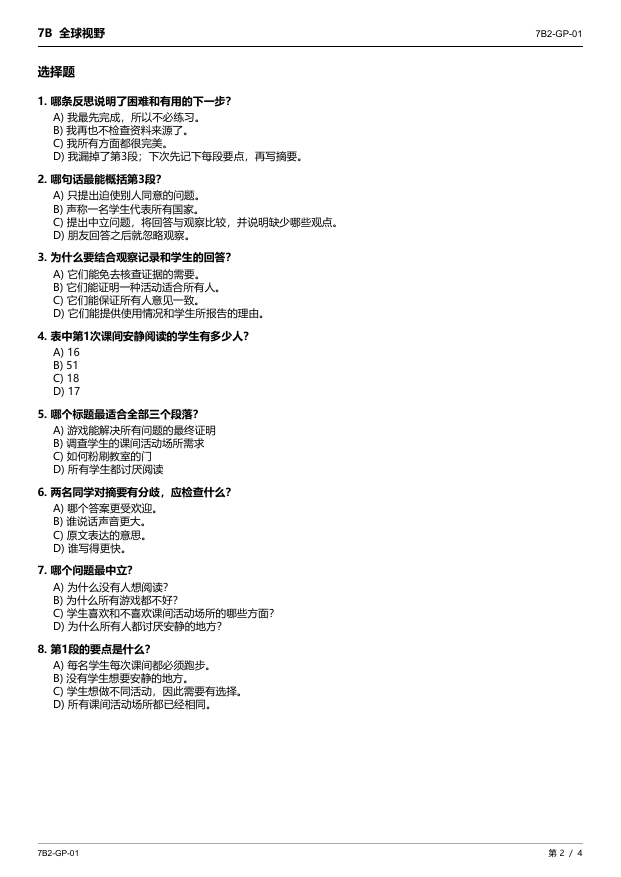 7B 全球视野
7B2-GP-01
选择题
1. 哪条反思说明了困难和有用的下一步？
A) 我最先完成，所以不必练习。
B) 我再也不检查资料来源了。
C) 我所有方面都很完美。
D) 我漏掉了第3段；下次先记下每段要点，再写摘要。
2. 哪句话最能概括第3段？
A) 只提出迫使别人同意的问题。
B) 声称一名学生代表所有国家。
C) 提出中立问题，将回答与观察比较，并说明缺少哪些观点。
D) 朋友回答之后就忽略观察。
3. 为什么要结合观察记录和学生的回答？
A) 它们能免去核查证据的需要。
B) 它们能证明一种活动适合所有人。
C) 它们能保证所有人意见一致。
D) 它们能提供使用情况和学生所报告的理由。
4. 表中第1次课间安静阅读的学生有多少人？
A) 16
B) 51
C) 18
D) 17
5. 哪个标题最适合全部三个段落？
A) 游戏能解决所有问题的最终证明
B) 调查学生的课间活动场所需求
C) 如何粉刷教室的门
D) 所有学生都讨厌阅读
6. 两名同学对摘要有分歧，应检查什么？
A) 哪个答案更受欢迎。
B) 谁说话声音更大。
C) 原文表达的意思。
D) 谁写得更快。
7. 哪个问题最中立？
A) 为什么没有人想阅读？
B) 为什么所有游戏都不好？
C) 学生喜欢和不喜欢课间活动场所的哪些方面？
D) 为什么所有人都讨厌安静的地方？
8. 第1段的要点是什么？
A) 每名学生每次课间都必须跑步。
B) 没有学生想要安静的地方。
C) 学生想做不同活动，因此需要有选择。
D) 所有课间活动场所都已经相同。
7B2-GP-01
第 2 / 4